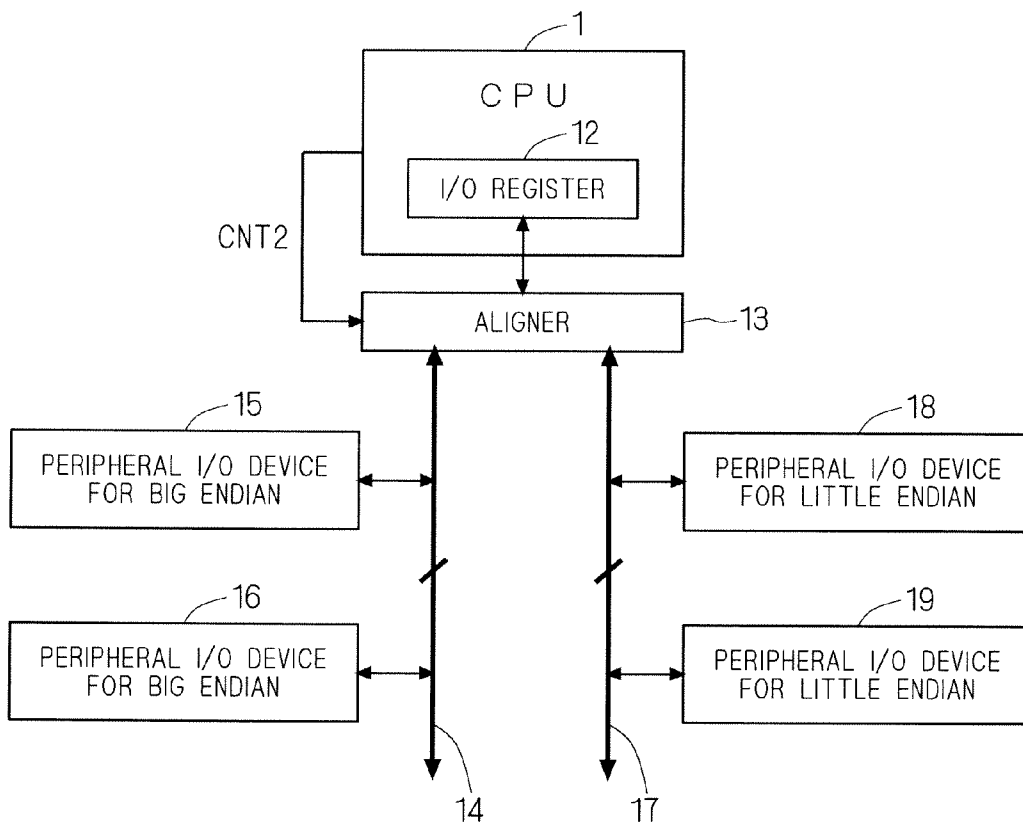 1
CPU
12
I/O REGISTER
CNT2
ALIGNER
13
15
PERIPHERAL I/O DEVICE
FOR BIG ENDIAN
18
PERIPHERAL I/O DEVICE
FOR LITTLE ENDIAN
16
PERIPHERAL I/O DEVICE
FOR BIG ENDIAN
19
PERIPHERAL I/O DEVICE
FOR LITTLE ENDIAN
14
17